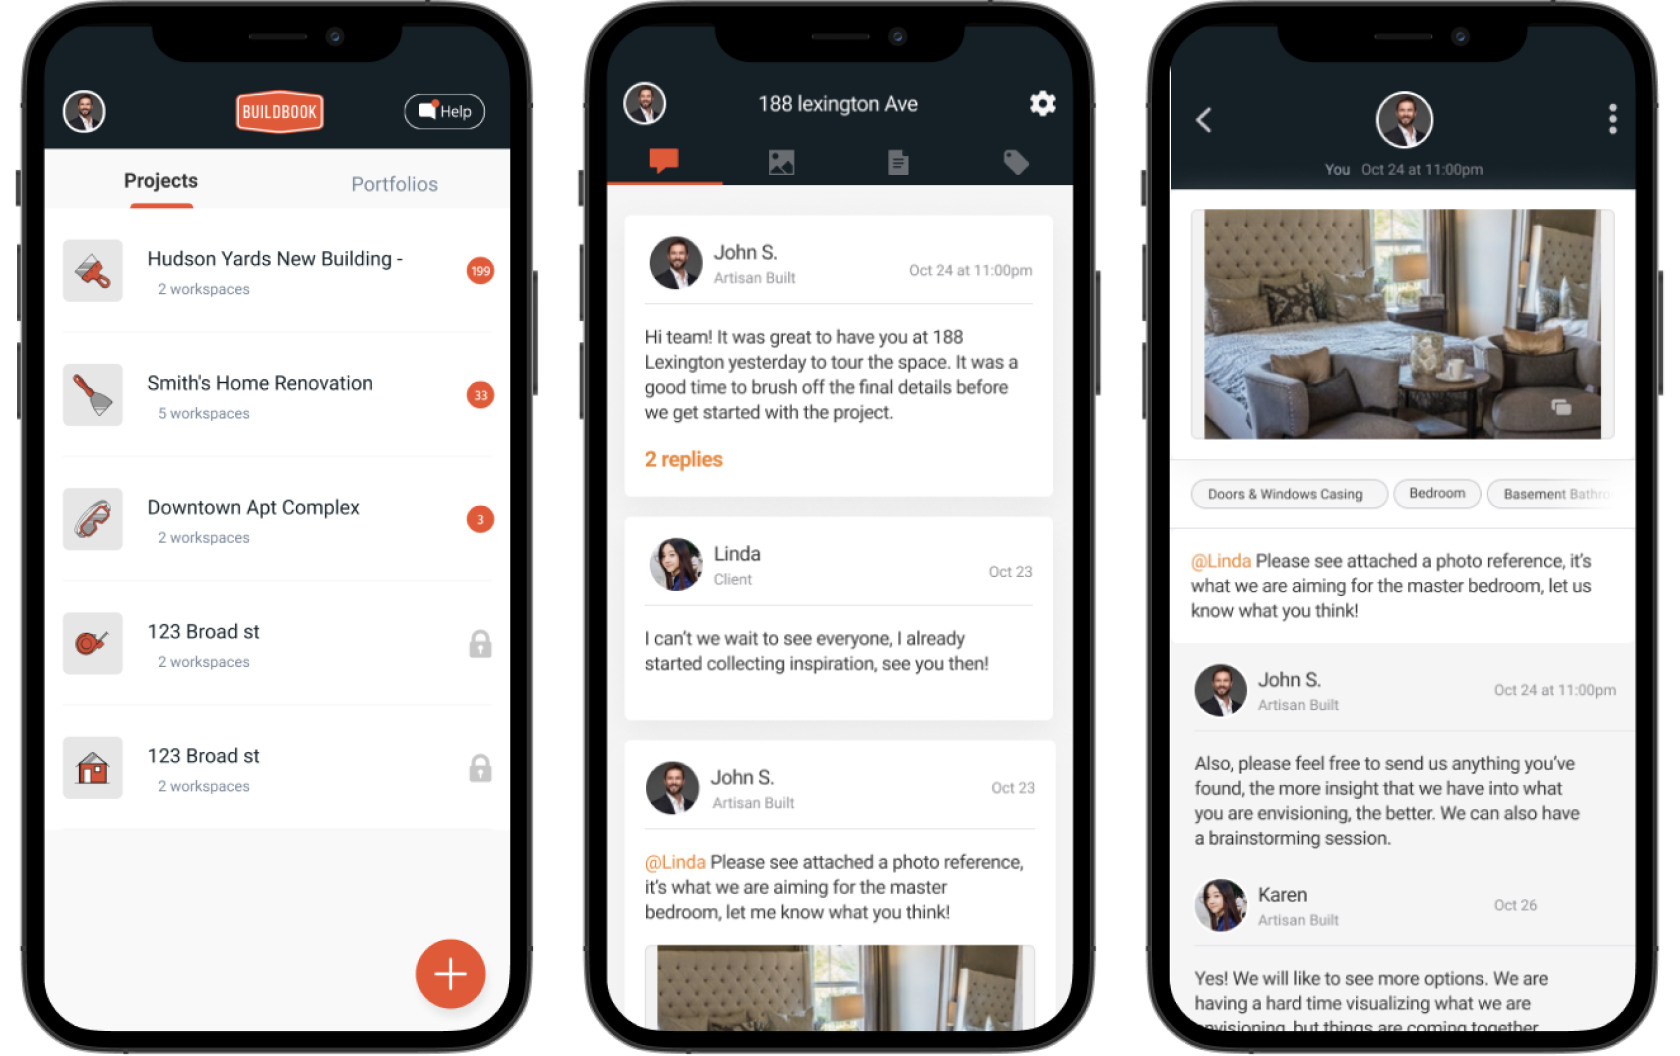 BUILDBOOK
Help
Projects
Portfolios
Hudson Yards New Building -
2 workspaces
199
Smith's Home Renovation
5 workspaces
33
Downtown Apt Complex
2 workspaces
3
123 Broad st
2 workspaces
123 Broad st
2 workspaces
188 lexington Ave
John S.
Artisan Built
Oct 24 at 11:00pm
Hi team! It was great to have you at 188
Lexington yesterday to tour the space. It was a
good time to brush off the final details before
we get started with the project.
2 replies
Linda
Client
Oct 23
I can't we wait to see everyone, I already
started collecting inspiration, see you then!
John S.
Artisan Built
Oct 23
@Linda Please see attached a photo reference,
it's what we are aiming for the master
bedroom, let me know what you think!
You Oct 24 at 11:00pm
Doors & Windows Casing
Bedroom
Basement Bathro
@Linda Please see attached a photo reference, it's
what we are aiming for the master bedroom, let us
know what you think!
John S.
Artisan Built
Oct 24 at 11:00pm
Also, please feel free to send us anything you've
found, the more insight that we have into what
you are envisioning, the better. We can also have
a brainstorming session.
Karen
Artisan Built
Oct 26
Yes! We will like to see more options. We are
having a hard time visualizing what we are
envisioning, but things are coming together